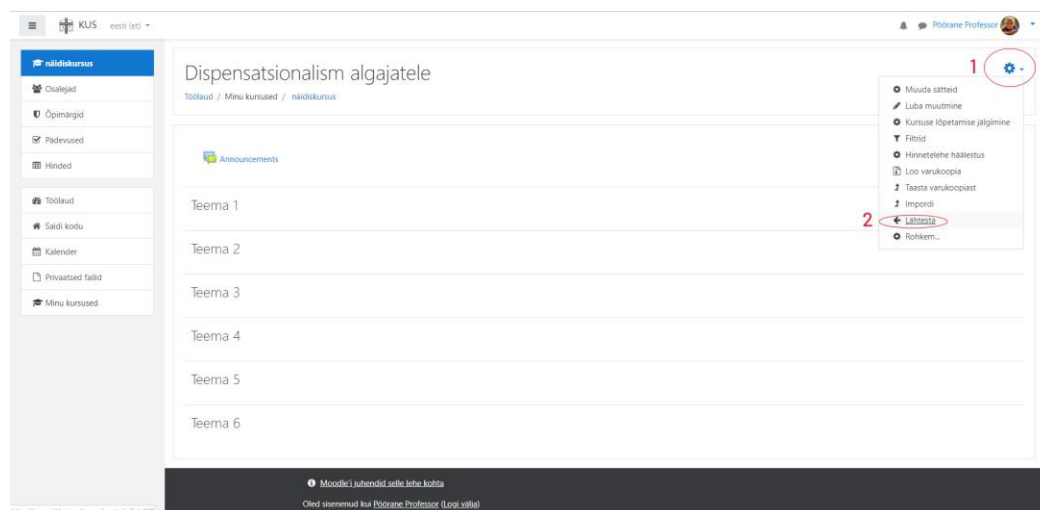 KUS eesti (et)
Pöörane Professor
näidiskursus
Osalejad
Õpimärgid
Pädevused
Hinded
Töölaud
Saidi kodu
Kalender
Privaatsed failid
Minu kursused
Dispensatsionalism algajatele
Töölaud / Minu kursused / näidiskursus
1
Muuda sätteid
Luba muutmine
Kursuse lõpetamise jälgimine
Filtrid
Hinnetelehe häälestus
Loo varukoopia
Taasta varukoopiast
Impordi
2
Lähtesta
Rohkem...
Announcements
Teema 1
Teema 2
Teema 3
Teema 4
Teema 5
Teema 6
Moodle'i juhendid selle lehe kohta
Oled sisenenud kui Pöörane Professor (Logi välja)